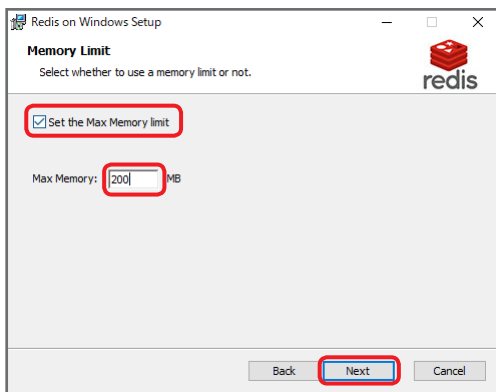 Redis on Windows Setup
Memory Limit
Select whether to use a memory limit or not.
redis
Set the Max Memory limit
Max Memory: 200 MB
Back Next Cancel